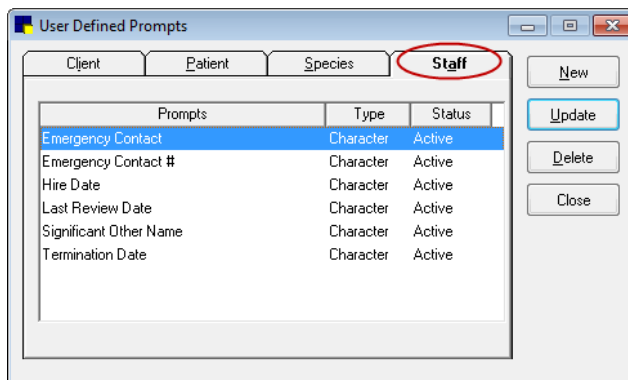 User Defined Prompts
Client Patient Species Staff
New
Prompts Type Status
Update
Emergency Contact Character Active
Emergency Contact # Character Active
Delete
Hire Date Character Active
Last Review Date Character Active
Close
Significant Other Name Character Active
Termination Date Character Active